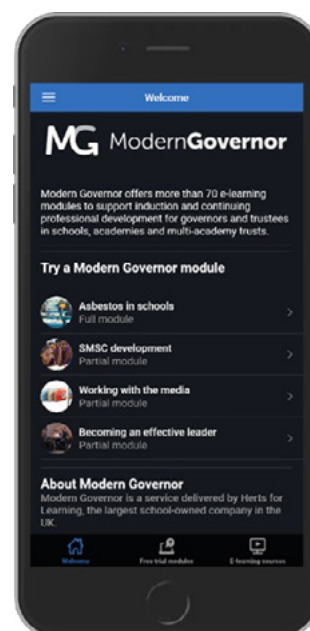 Welcome
MG ModernGovernor
Modern Governor offers more than 70 e-learning
modules to support induction and continuing
professional development for governors and trustees
in schools, academies and multi-academy trusts.
Try a Modern Governor module
Asbestos in schools
Full module
SMSC development
Partial module
Working with the media
Partial module
Becoming an effective leader
Partial module
About Modern Governor
Modern Governor is a service delivered by Herts for
Learning, the largest school-owned company in the
UK.
Welcome Free trial modules E-learning courses